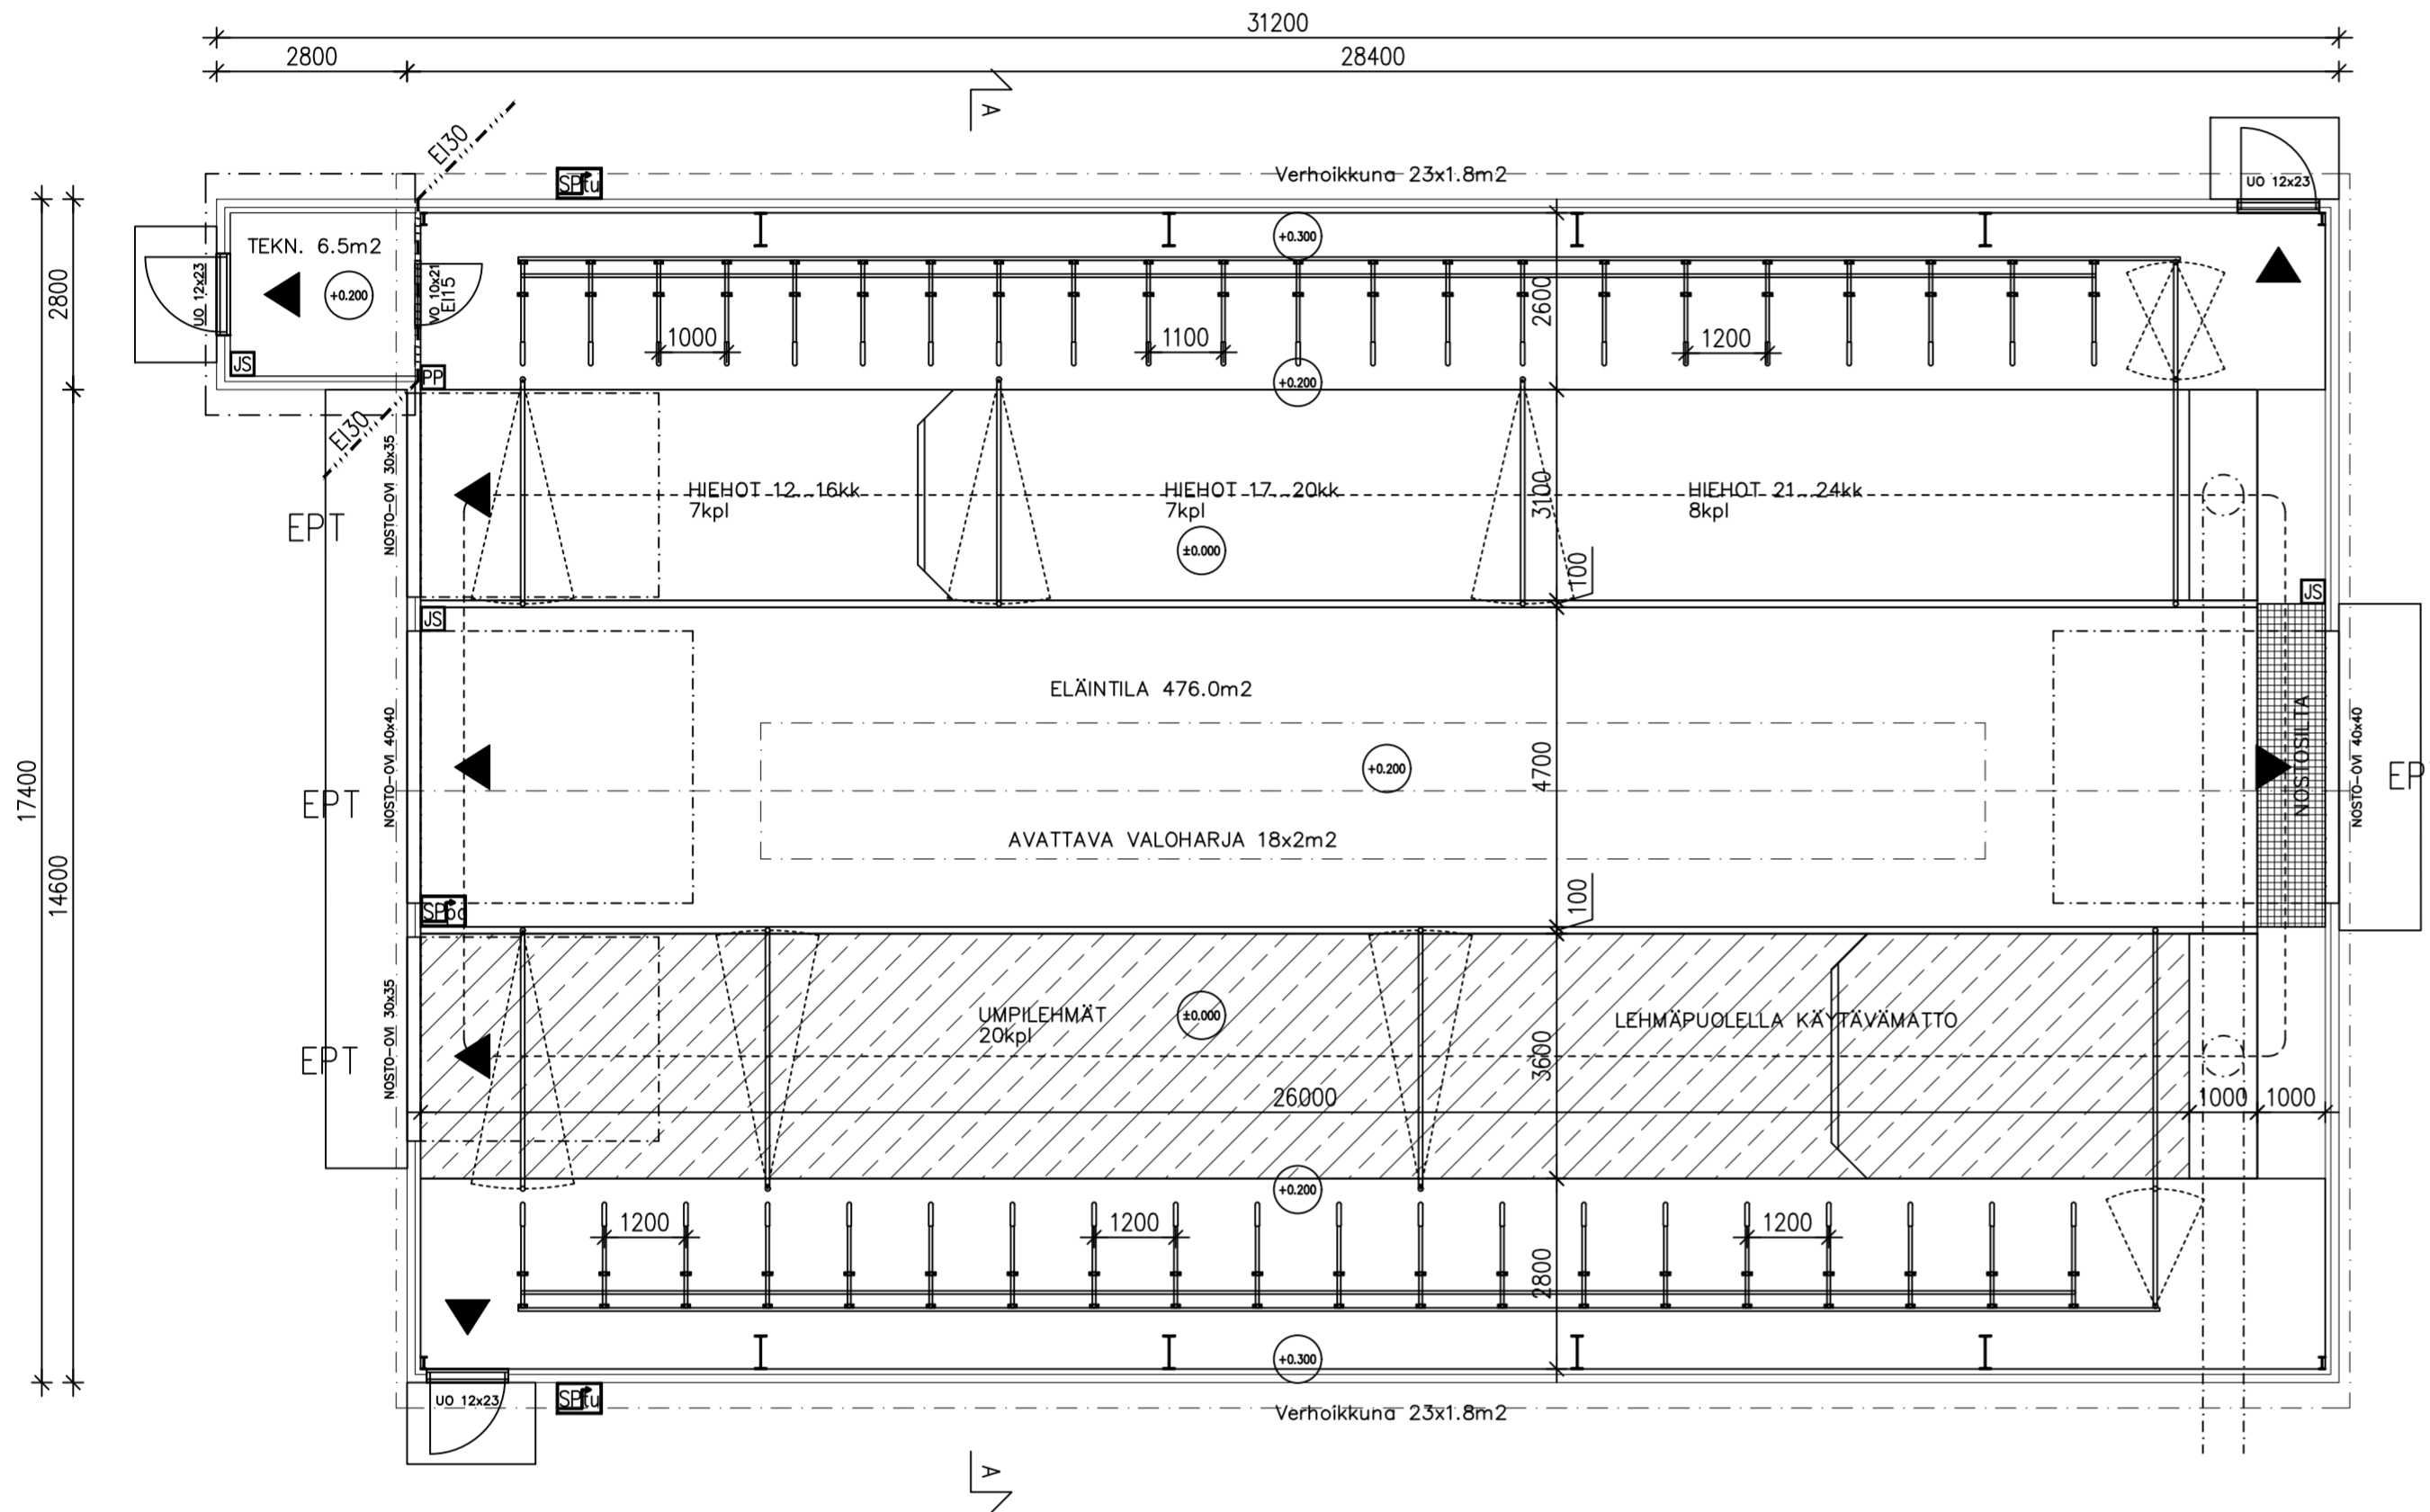 31200
2800
28400
A
EI30
SPtu
Verhoikkuna 23x1.8m2
UO 12x23
TEKN. 6.5m2
+0.300
UO 12x23
+0.200
VO 10x21
EI15
2800
2600
1000
1100
1200
JS
PP
+0.200
EI30
NOSTO-OVI 30x35
HIEHOT 12...16kk
7kpl
HIEHOT 17...20kk
7kpl
HIEHOT 21...24kk
8kpl
3100
EPT
±0.000
100
JS
JS
ELÄINTILA 476.0m2
NOSTO-OVI 40x40
4700
+0.200
NOSTOSILTA
NOSTO-OVI 40x40
17400
EPT
EP
AVATTAVA VALOHARJA 18x2m2
14600
100
UMPILEHMÄT
20kpl
±0.000
LEHMÄPUOLELLA KÄYTÄVÄMATTO
NOSTO-OVI 30x35
EPT
3600
26000
1000
1000
+0.200
1200
1200
1200
2800
+0.300
UO 12x23
SPtu
Verhoikkuna 23x1.8m2
A